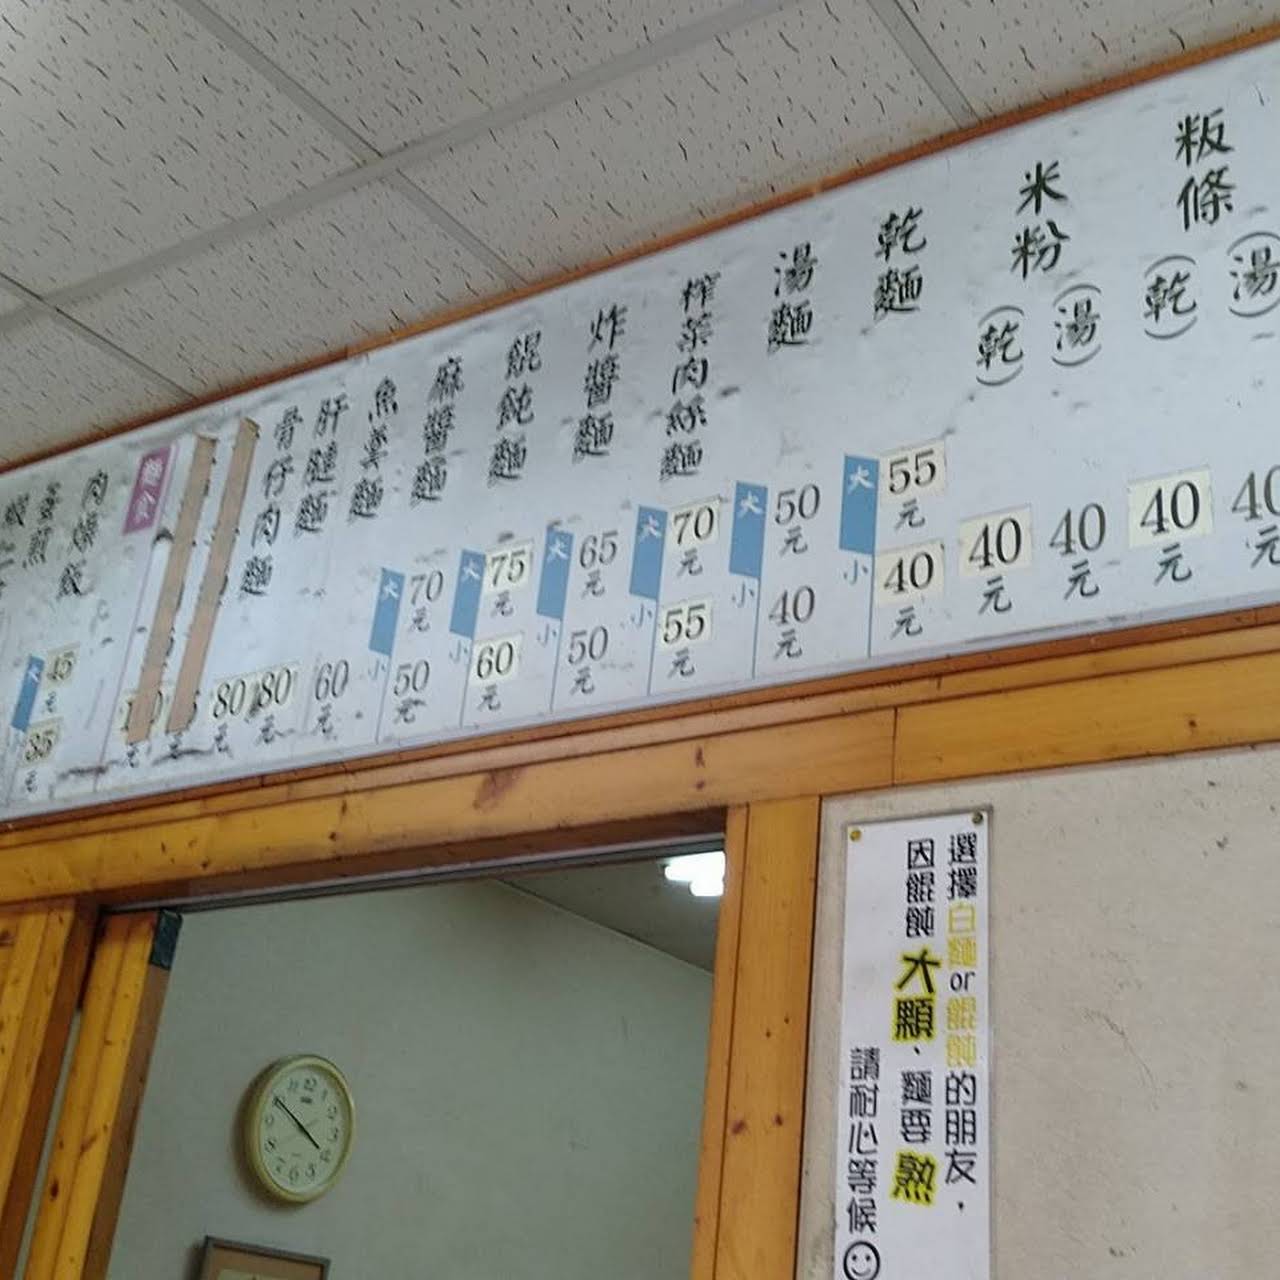 粄條
(湯)
40
元
(乾)
40
元
米粉
(湯)
40
元
(乾)
40
元
乾麵
大
55
元
小
40
元
湯麵
大
50
元
小
40
元
榨菜肉絲麵
大
70
元
小
55
元
炸醬麵
大
65
元
小
50
元
餛飩麵
大
75
元
小
60
元
麻醬麵
大
70
元
小
50
元
魚羹麵
60
元
肝膶麵
80
元
骨仔肉麵
80
元
麵食
肉燥飯
大
45
元
35
元
選擇白麵or餛飩的朋友,
因餛飩大顆、麵要熟
請耐心等候